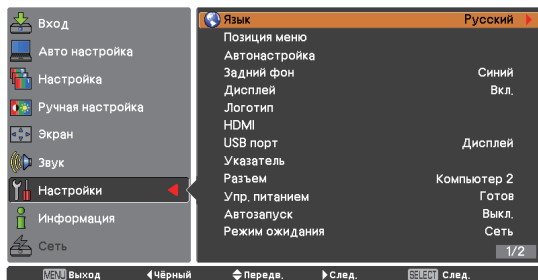 Вход
Авто настройка
Настройка
Ручная настройка
Экран
Звук
Настройки
Информация
Сеть
Язык Русский
Позиция меню
Автонастройка
Задний фон Синий
Дисплей Вкл.
Логотип
HDMI
USB порт Дисплей
Указатель
Разъем Компьютер 2
Упр. питанием Готов
Автозапуск Выкл.
Режим ожидания Сеть
1/2
MENU Выход Чёрный Передв. След. SELECT След.